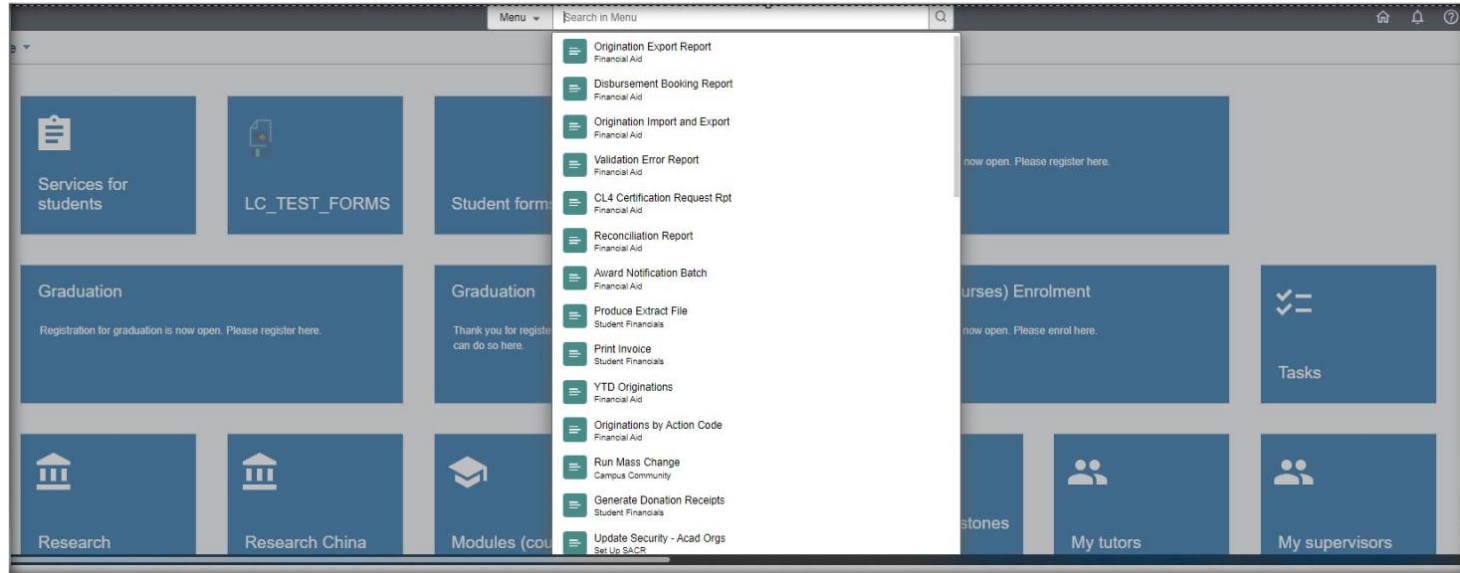 Menu
Search in Menu
e
Origination Export Report
Financial Aid
Disbursement Booking Report
Financial Aid
Origination Import and Export
Financial Aid
Validation Error Report
Financial Aid
CL4 Certification Request Rpt
Financial Aid
Reconciliation Report
Financial Aid
Award Notification Batch
Financial Aid
Produce Extract File
Student Financials
Print Invoice
Student Financials
YTD Originations
Financial Aid
Originations by Action Code
Financial Aid
Run Mass Change
Campus Community
Generate Donation Receipts
Student Financials
Update Security - Acad Orgs
Set Up SACR
Services for
students
LC_TEST_FORMS
Student form
now open. Please register here.
Graduation
Registration for graduation is now open. Please register here.
Graduation
Thank you for registe
can do so here.
urses) Enrolment
now open. Please enrol here.
Tasks
Research
Research China
Modules (cou
stones
My tutors
My supervisors